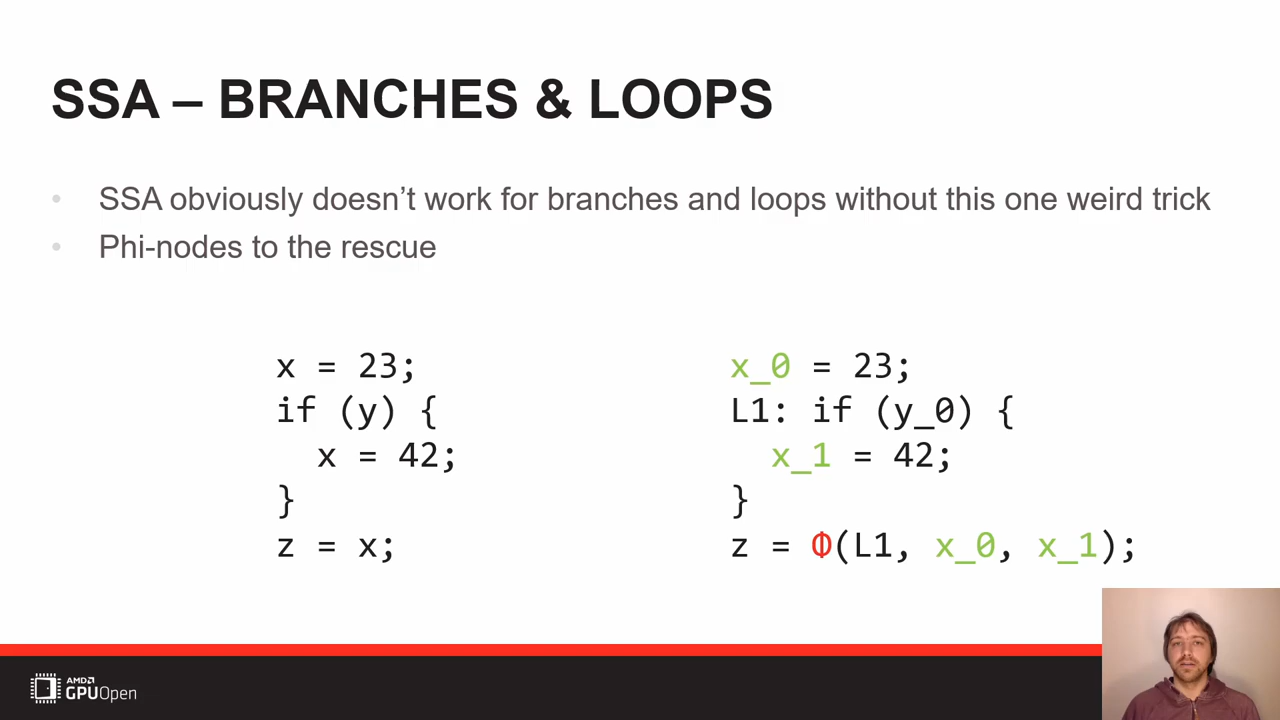 SSA – BRANCHES & LOOPS
• SSA obviously doesn’t work for branches and loops without this one weird trick
• Phi-nodes to the rescue
x = 23;
if (y) {
  x = 42;
}
z = x;
x_0 = 23;
L1: if (y_0) {
  x_1 = 42;
}
z = Φ(L1, x_0, x_1);
AMD
GPUOpen